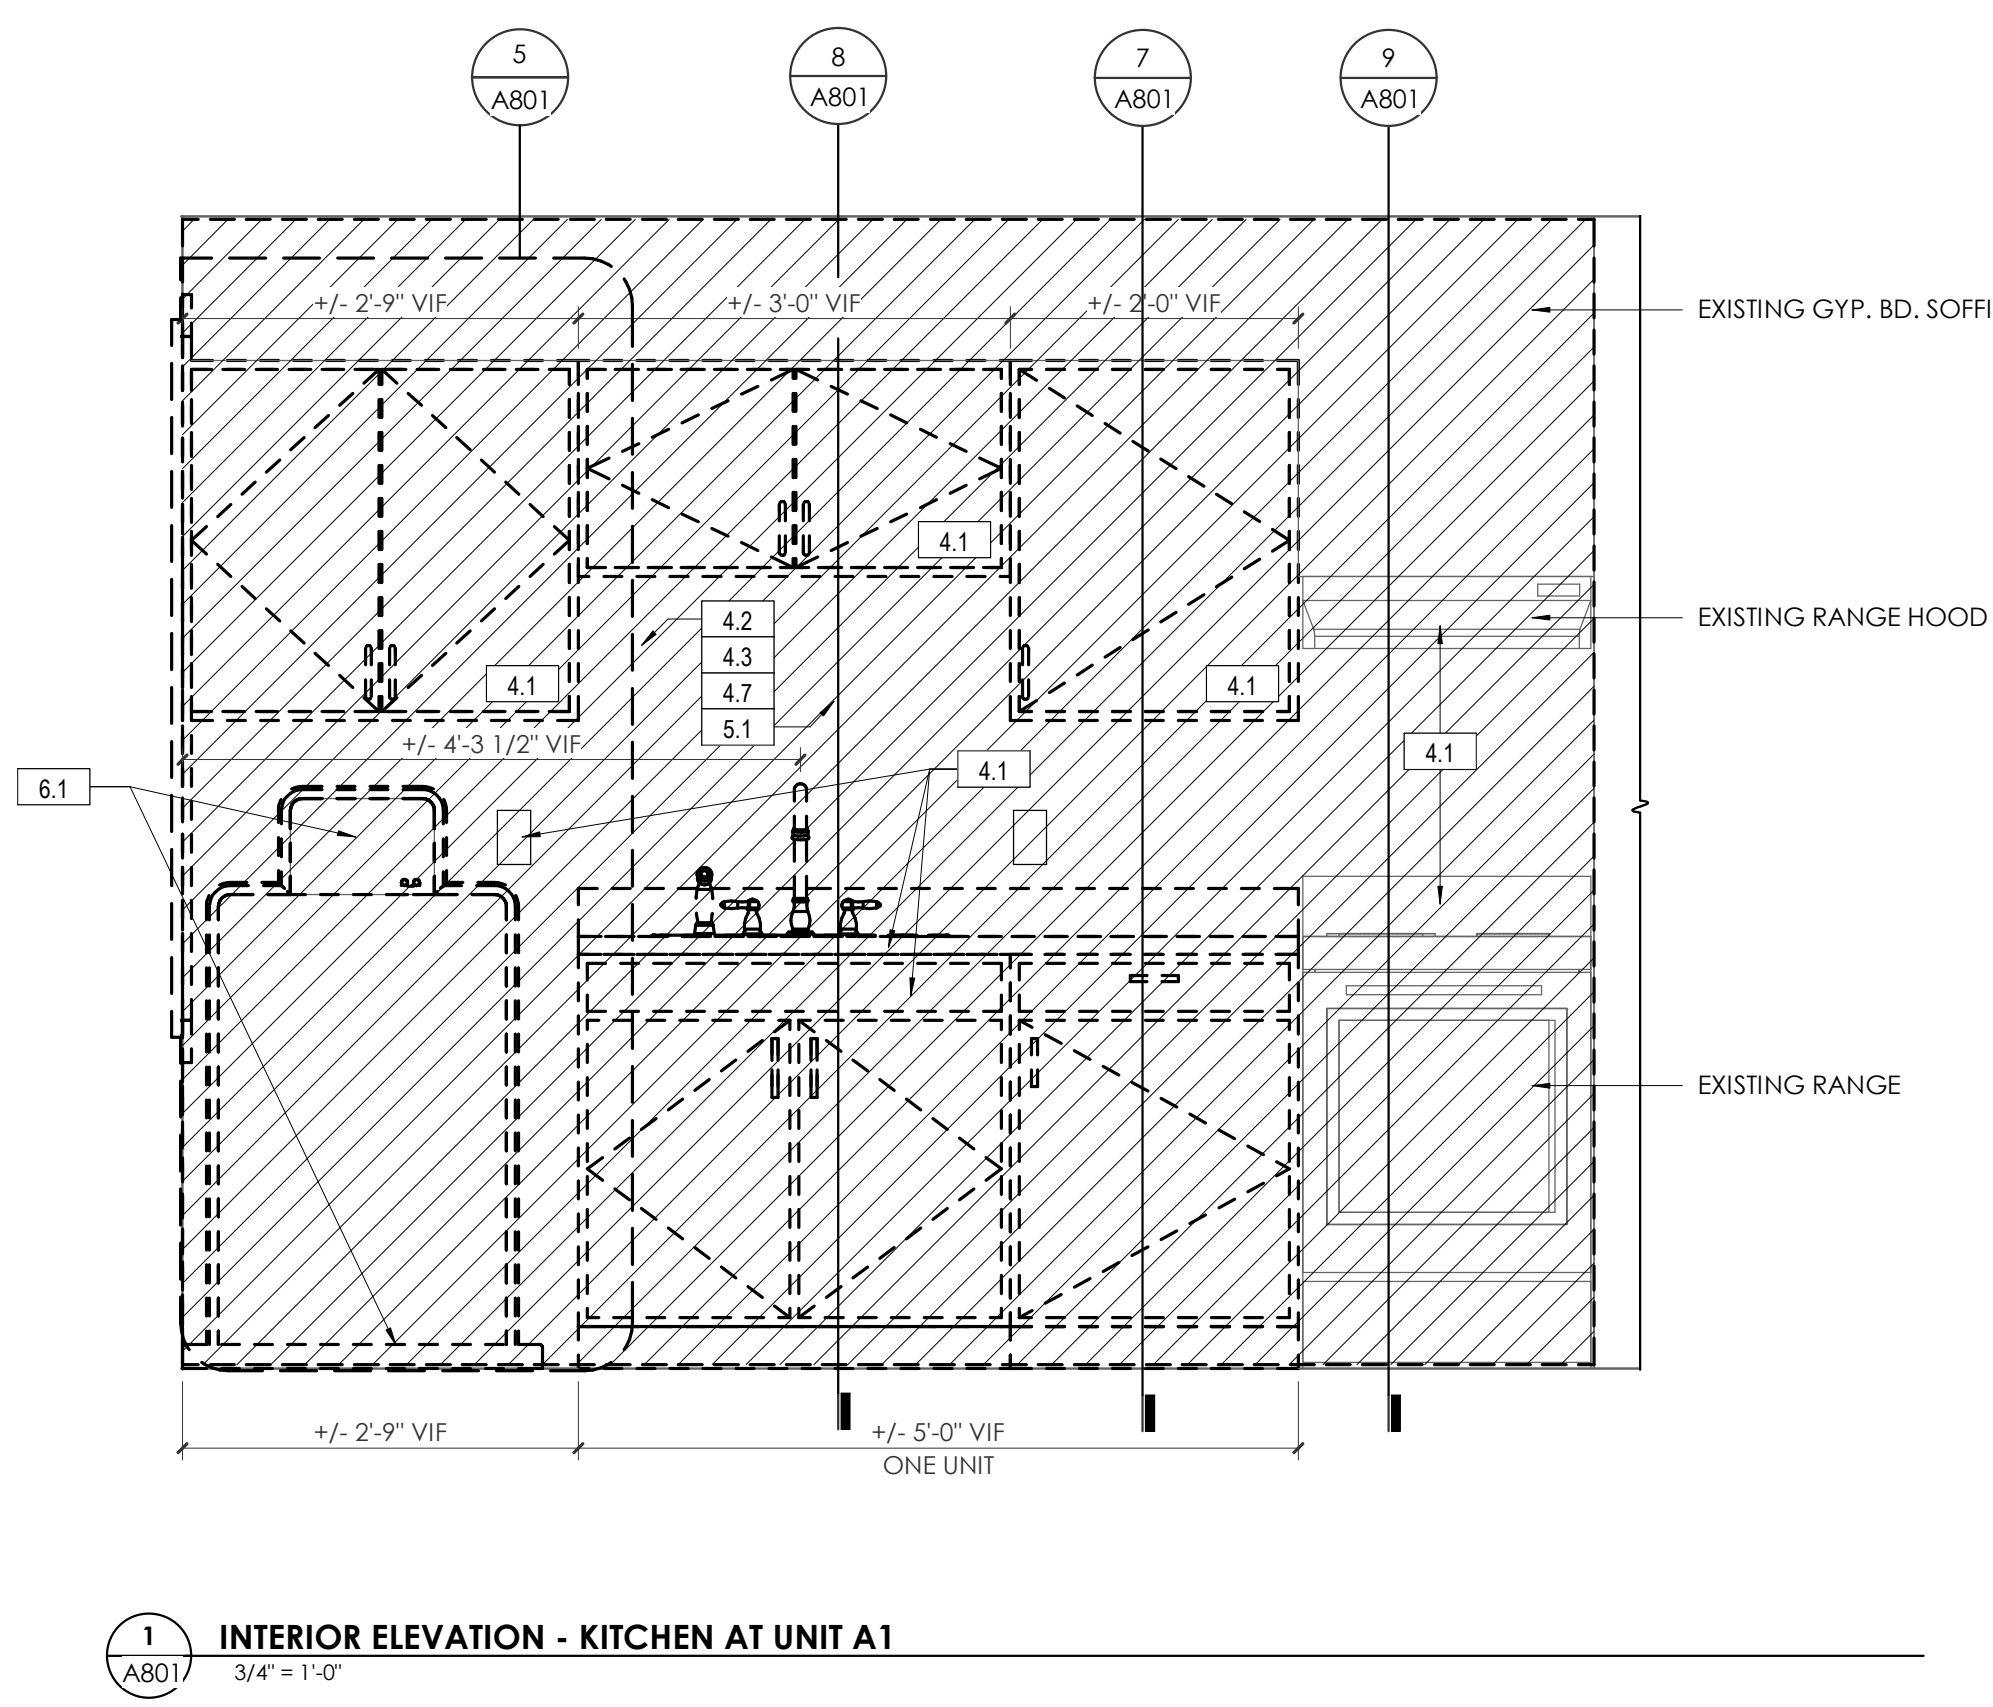 5
A801
8
A801
7
A801
9
A801
+/- 2'-9" VIF
+/- 3'-0" VIF
+/- 2'-0" VIF
EXISTING GYP. BD. SOFFI
4.1
EXISTING RANGE HOOD
4.2
4.3
4.7
5.1
4.1
4.1
+/- 4'-3 1/2" VIF
4.1
4.1
6.1
EXISTING RANGE
+/- 2'-9" VIF
+/- 5'-0" VIF
ONE UNIT
1
A801
INTERIOR ELEVATION - KITCHEN AT UNIT A1
3/4" = 1'-0"